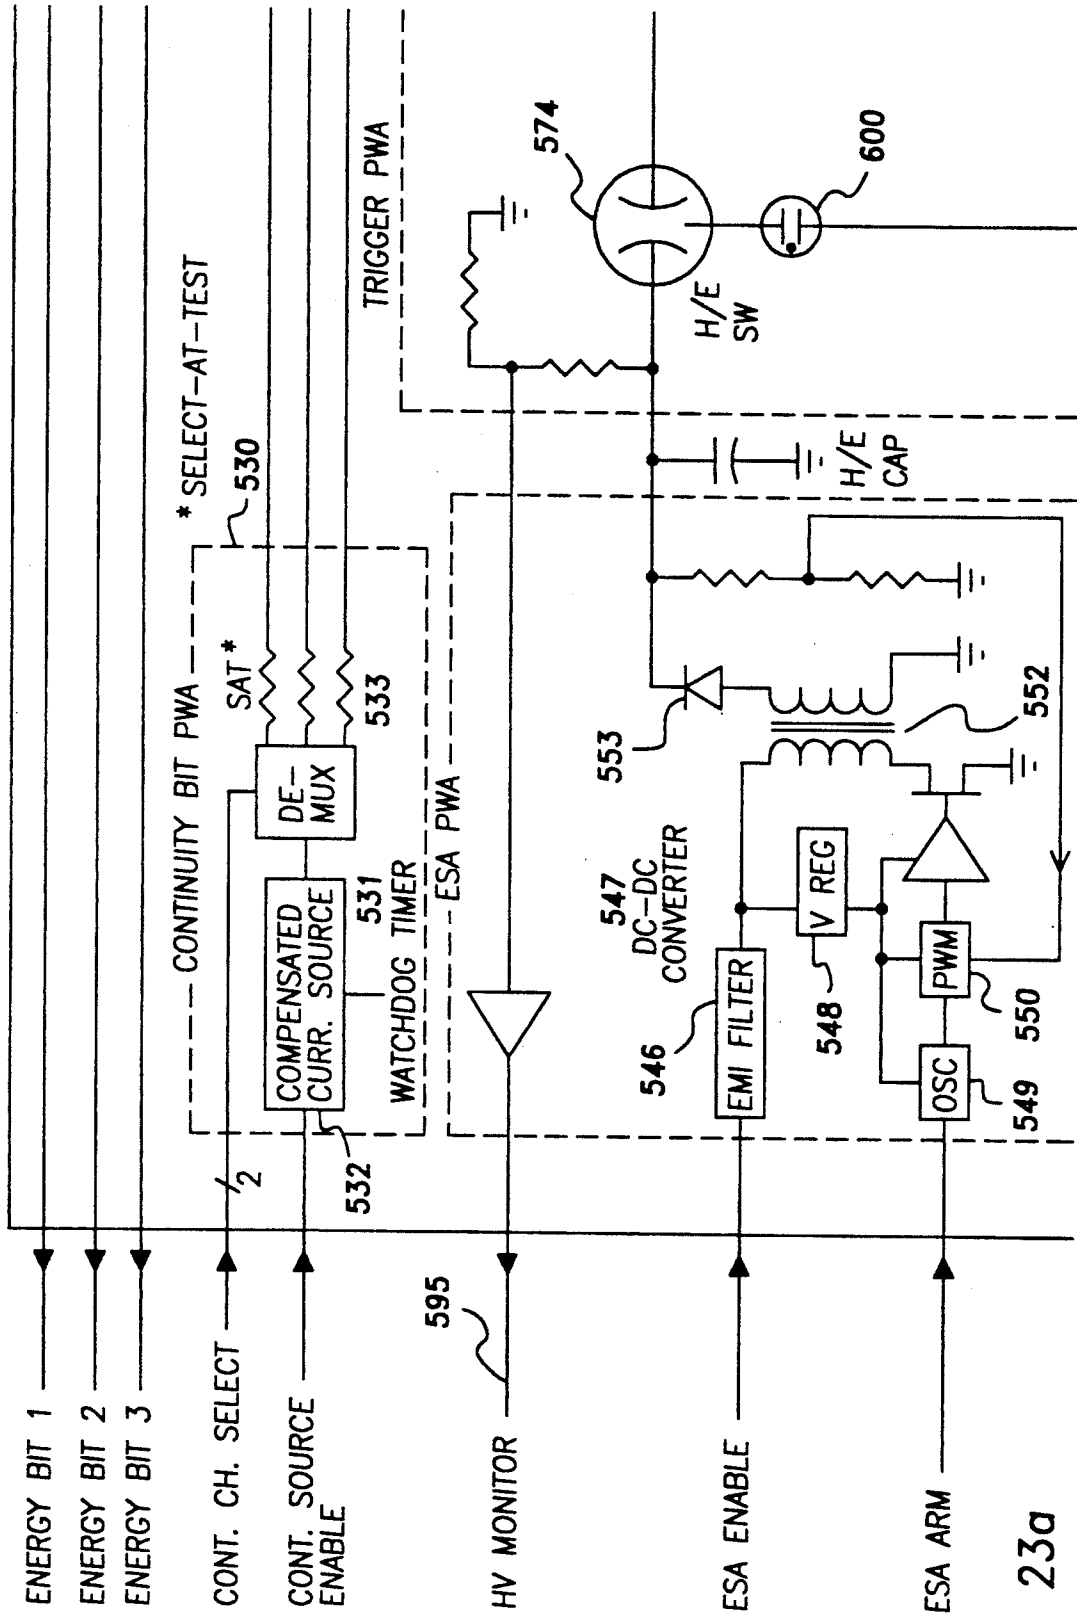 ENERGY BIT 1
ENERGY BIT 2
ENERGY BIT 3
CONT. CH. SELECT
2
CONT. SOURCE
ENABLE
CONTINUITY BIT PWA
530
* SELECT-AT-TEST
SAT*
DE-
MUX
533
COMPENSATED
CURR. SOURCE
532
531
WATCHDOG TIMER
HV MONITOR
595
ESA PWA
TRIGGER PWA
574
H/E
SW
600
H/E
CAP
ESA ENABLE
EMI FILTER
546
547
DC-DC
CONVERTER
553
552
V REG
548
ESA ARM
OSC
549
PWM
550
23a